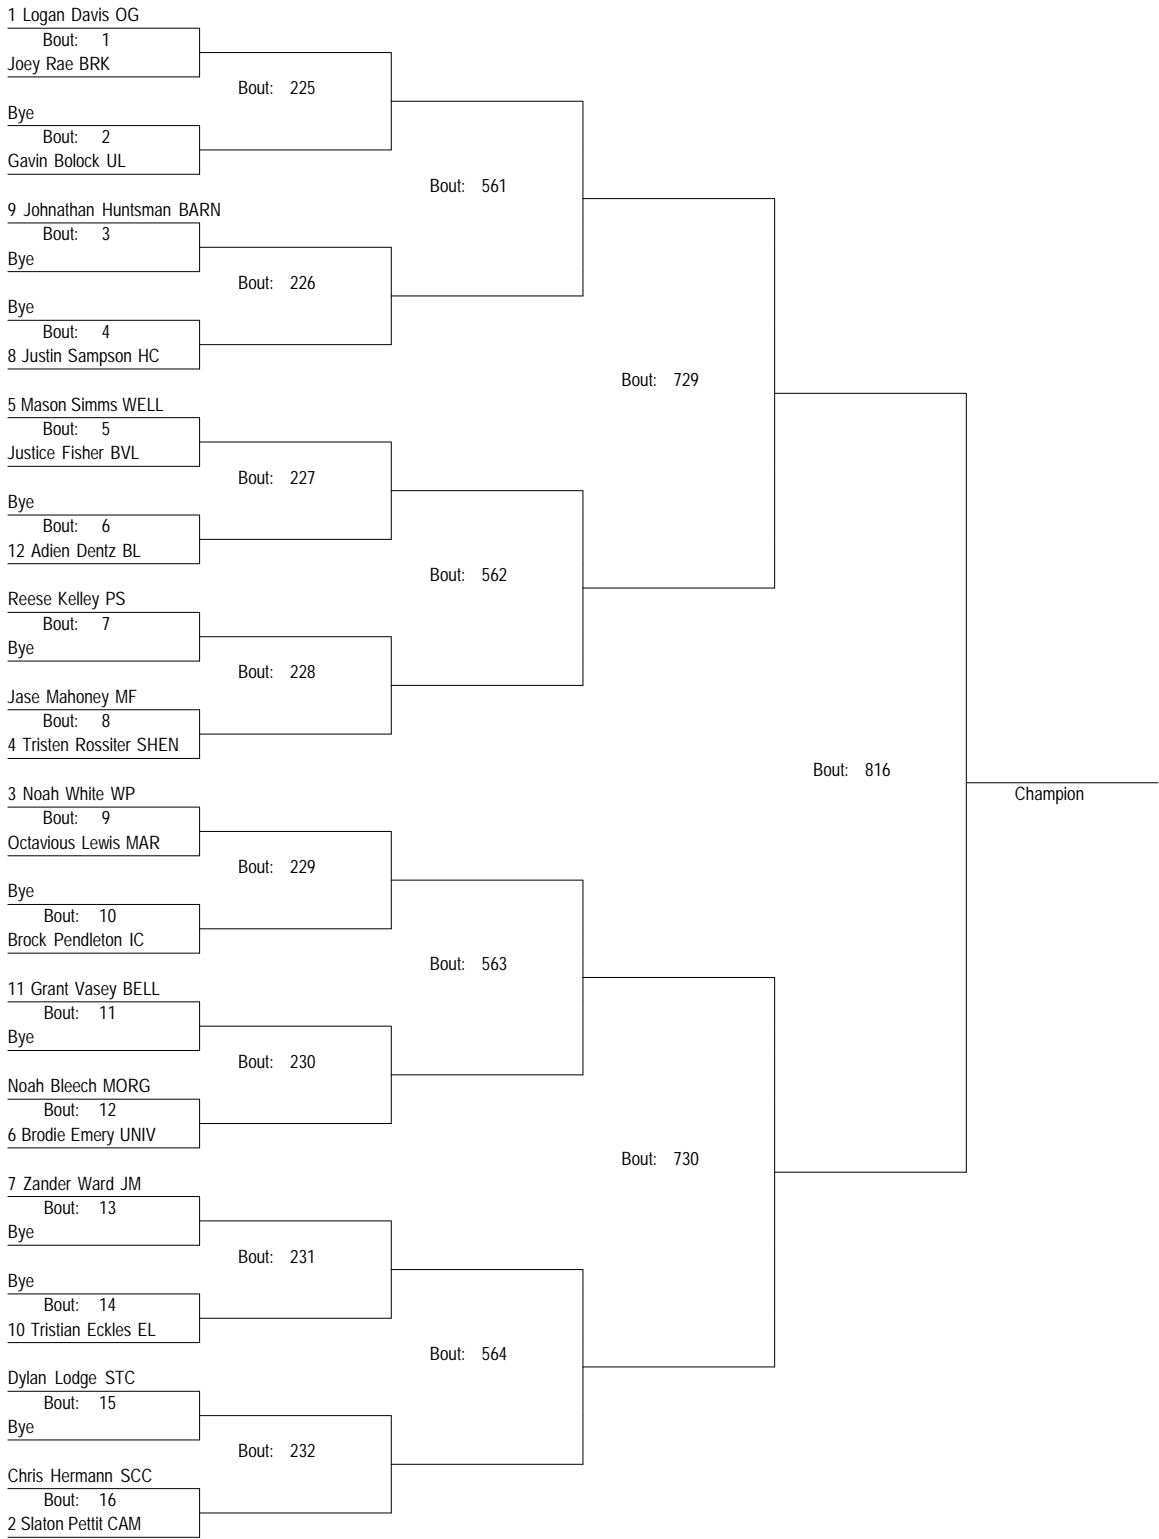 1 Logan Davis OG
Bout: 1
Joey Rae BRK
Bout: 225
Bye
Bout: 2
Gavin Bolock UL
Bout: 561
9 Johnathan Huntsman BARN
Bout: 3
Bye
Bout: 226
Bye
Bout: 4
8 Justin Sampson HC
Bout: 729
5 Mason Simms WELL
Bout: 5
Justice Fisher BVL
Bout: 227
Bye
Bout: 6
12 Adien Dentz BL
Bout: 562
Reese Kelley PS
Bout: 7
Bye
Bout: 228
Jase Mahoney MF
Bout: 8
4 Tristen Rossiter SHEN
Bout: 816
Champion
3 Noah White WP
Bout: 9
Octavious Lewis MAR
Bout: 229
Bye
Bout: 10
Brock Pendleton IC
Bout: 563
11 Grant Vasey BELL
Bout: 11
Bye
Bout: 230
Noah Bleech MORG
Bout: 12
6 Brodie Emery UNIV
Bout: 730
7 Zander Ward JM
Bout: 13
Bye
Bout: 231
Bye
Bout: 14
10 Tristian Eckles EL
Bout: 564
Dylan Lodge STC
Bout: 15
Bye
Bout: 232
Chris Hermann SCC
Bout: 16
2 Slaton Pettit CAM